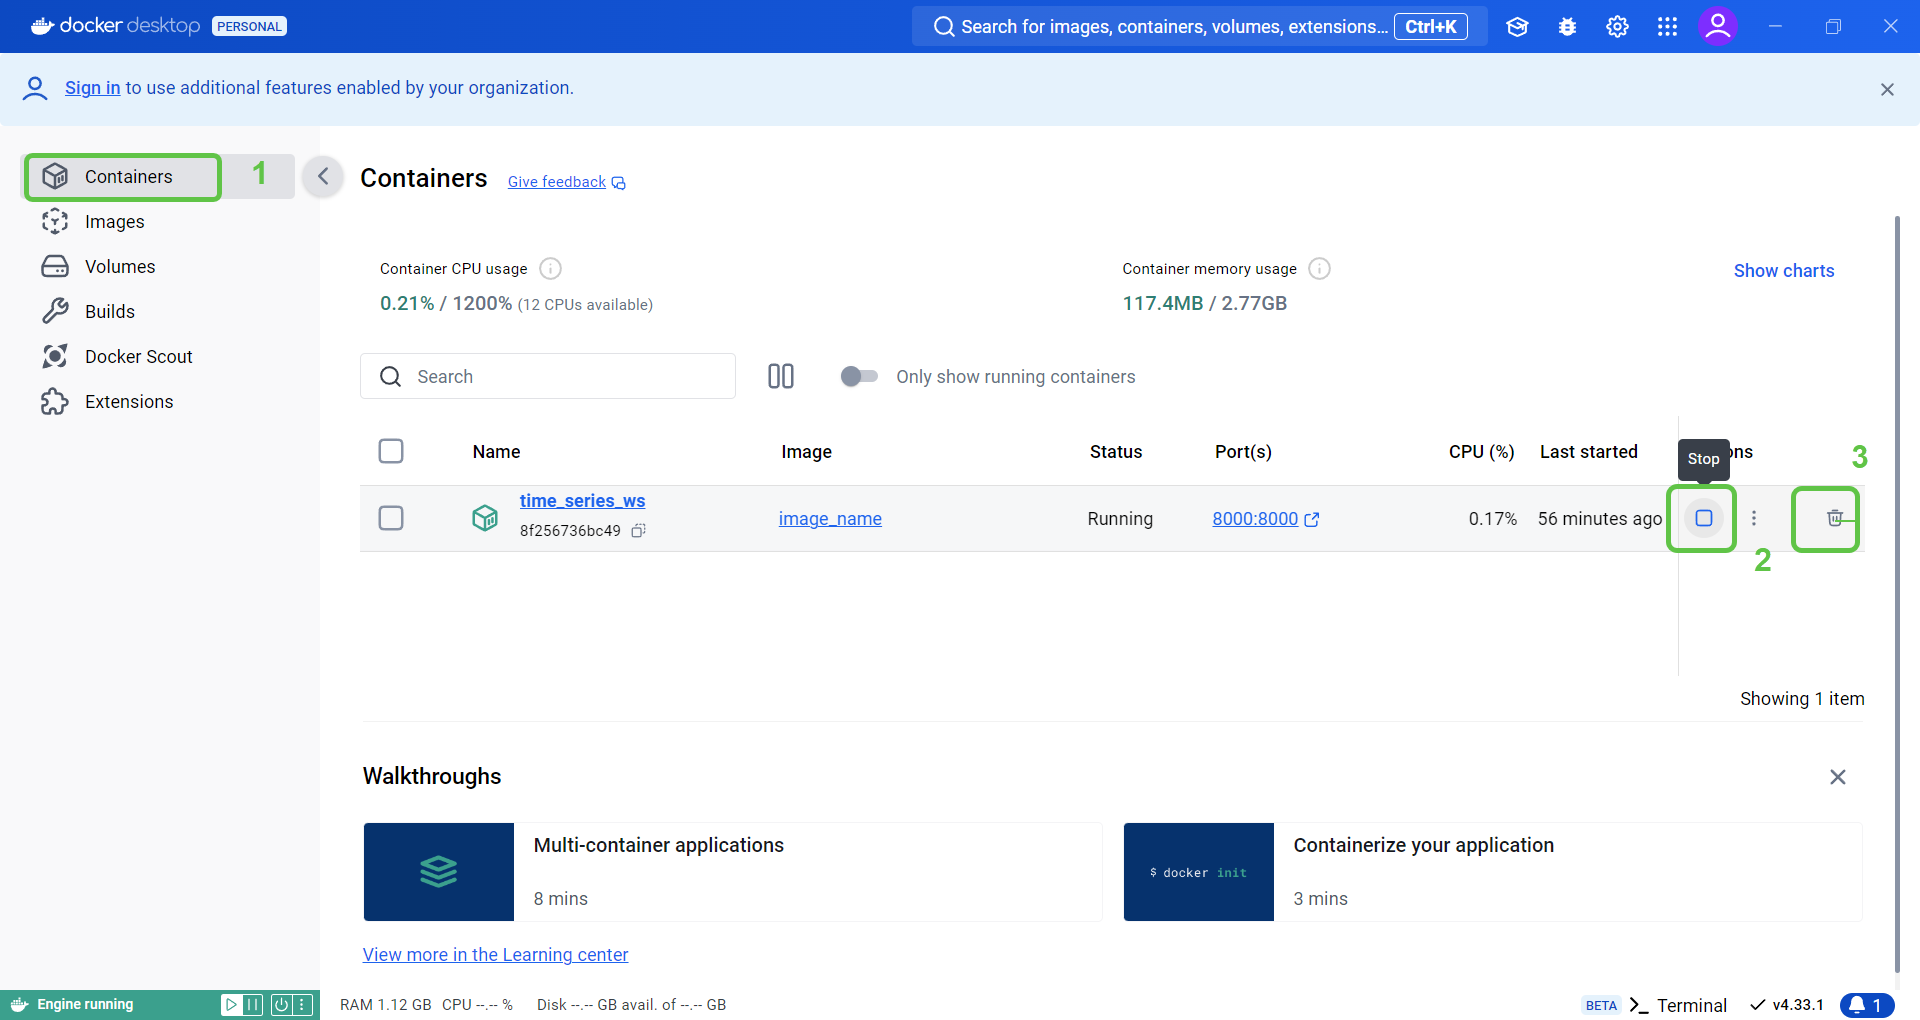 docker desktop PERSONAL
Search for images, containers, volumes, extensions... Ctrl+K
Sign in to use additional features enabled by your organization.
Containers 1
Images
Volumes
Builds
Docker Scout
Extensions
Containers Give feedback
Container CPU usage
0.21% / 1200% (12 CPUs available)
Container memory usage
117.4MB / 2.77GB
Show charts
Search
Only show running containers
Name Image Status Port(s) CPU (%) Last started ons
Stop
3
time_series_ws
8f256736bc49
image_name Running 8000:8000 0.17% 56 minutes ago
2
Showing 1 item
Walkthroughs
Multi-container applications
8 mins
$ docker init
Containerize your application
3 mins
View more in the Learning center
Engine running
RAM 1.12 GB CPU --.-- % Disk --.-- GB avail. of --.-- GB
BETA >_ Terminal v4.33.1 1